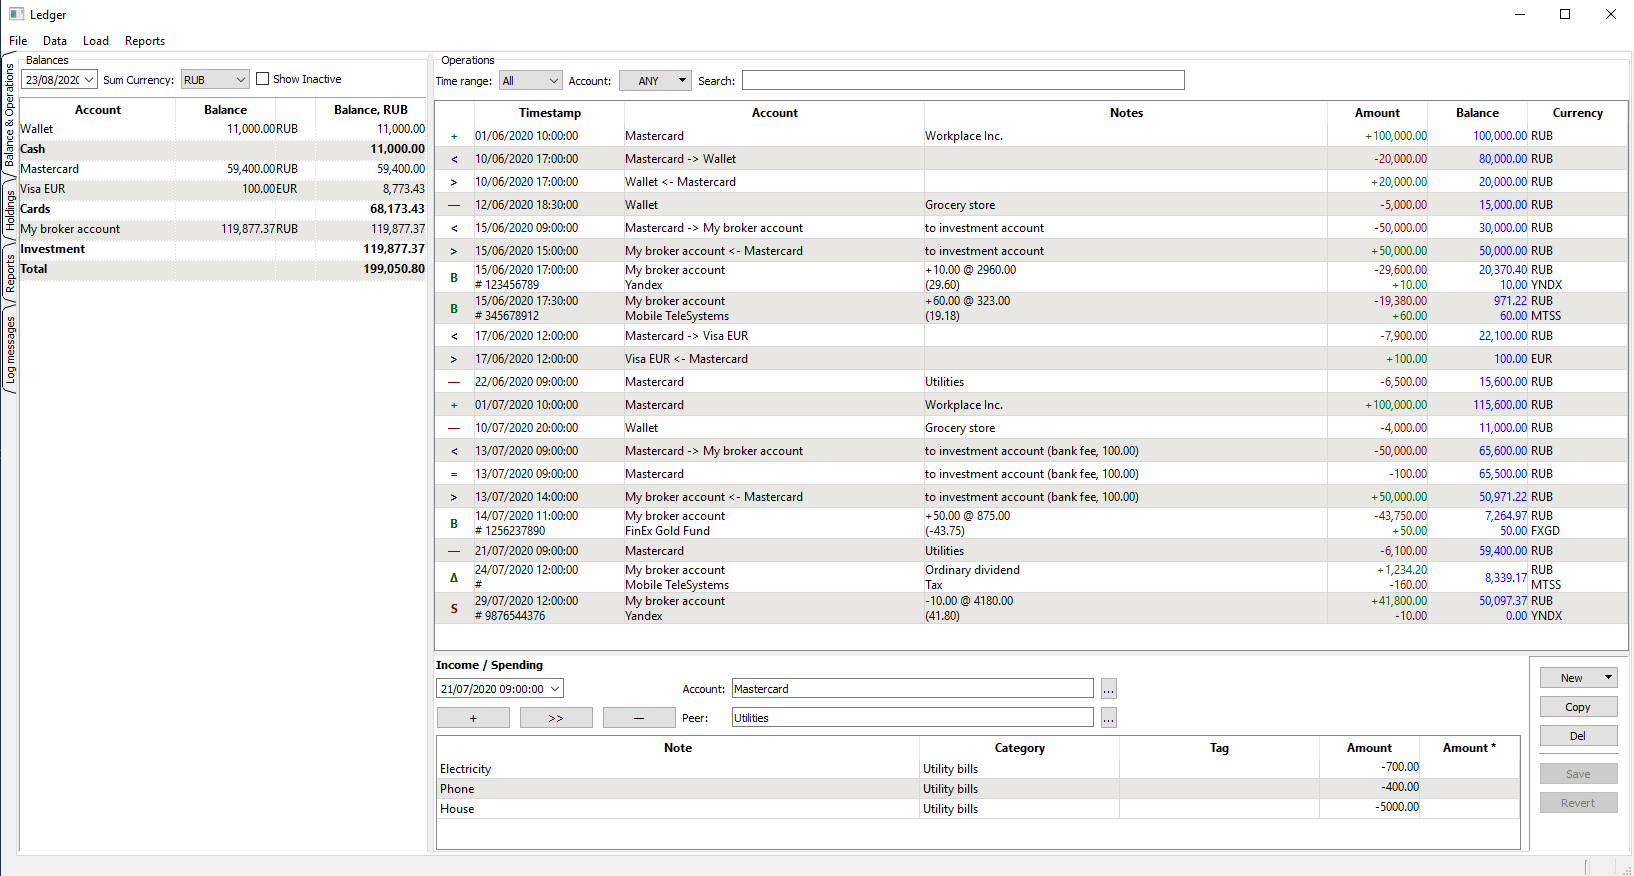 Ledger
File Data Load Reports
Balance & Operations
Holdings
Reports
Log messages
Balances
23/08/202 Sum Currency: RUB Show Inactive
Account Balance Balance, RUB
Wallet 11,000.00 RUB 11,000.00
Cash 11,000.00
Mastercard 59,400.00 RUB 59,400.00
Visa EUR 100.00 EUR 8,773.43
Cards 68,173.43
My broker account 119,877.37 RUB 119,877.37
Investment 119,877.37
Total 199,050.80
Operations
Time range: All Account: ANY Search:
Timestamp Account Notes Amount Balance Currency
+ 01/06/2020 10:00:00 Mastercard Workplace Inc. +100,000.00 100,000.00 RUB
< 10/06/2020 17:00:00 Mastercard -> Wallet -20,000.00 80,000.00 RUB
> 10/06/2020 17:00:00 Wallet <- Mastercard +20,000.00 20,000.00 RUB
— 12/06/2020 18:30:00 Wallet Grocery store -5,000.00 15,000.00 RUB
< 15/06/2020 09:00:00 Mastercard -> My broker account to investment account -50,000.00 30,000.00 RUB
> 15/06/2020 15:00:00 My broker account <- Mastercard to investment account +50,000.00 50,000.00 RUB
B 15/06/2020 17:00:00 My broker account +10.00 @ 2960.00 -29,600.00 20,370.40 RUB
# 123456789 Yandex (29.60) +10.00 10.00 YNDX
B 15/06/2020 17:30:00 My broker account +60.00 @ 323.00 -19,380.00 971.22 RUB
# 345678912 Mobile TeleSystems (19.18) +60.00 60.00 MTSS
< 17/06/2020 12:00:00 Mastercard -> Visa EUR -7,900.00 22,100.00 RUB
> 17/06/2020 12:00:00 Visa EUR <- Mastercard +100.00 100.00 EUR
— 22/06/2020 09:00:00 Mastercard Utilities -6,500.00 15,600.00 RUB
+ 01/07/2020 10:00:00 Mastercard Workplace Inc. +100,000.00 115,600.00 RUB
— 10/07/2020 20:00:00 Wallet Grocery store -4,000.00 11,000.00 RUB
< 13/07/2020 09:00:00 Mastercard -> My broker account to investment account (bank fee, 100.00) -50,000.00 65,600.00 RUB
= 13/07/2020 09:00:00 Mastercard to investment account (bank fee, 100.00) -100.00 65,500.00 RUB
> 13/07/2020 14:00:00 My broker account <- Mastercard to investment account (bank fee, 100.00) +50,000.00 50,971.22 RUB
B 14/07/2020 11:00:00 My broker account +50.00 @ 875.00 -43,750.00 7,264.97 RUB
# 1256237890 FinEx Gold Fund (-43.75) +50.00 50.00 FXGD
— 21/07/2020 09:00:00 Mastercard Utilities -6,100.00 59,400.00 RUB
Δ 24/07/2020 12:00:00 My broker account Ordinary dividend +1,234.20 8,339.17 RUB
# Mobile TeleSystems Tax -160.00 MTSS
S 29/07/2020 12:00:00 My broker account -10.00 @ 4180.00 +41,800.00 50,097.37 RUB
# 9876544376 Yandex (41.80) -10.00 0.00 YNDX
Income / Spending
21/07/2020 09:00:00 Account: Mastercard ...
+ >> — Peer: Utilities ...
Note Category Tag Amount Amount *
Electricity Utility bills -700.00
Phone Utility bills -400.00
House Utility bills -5000.00
New
Copy
Del
Save
Revert